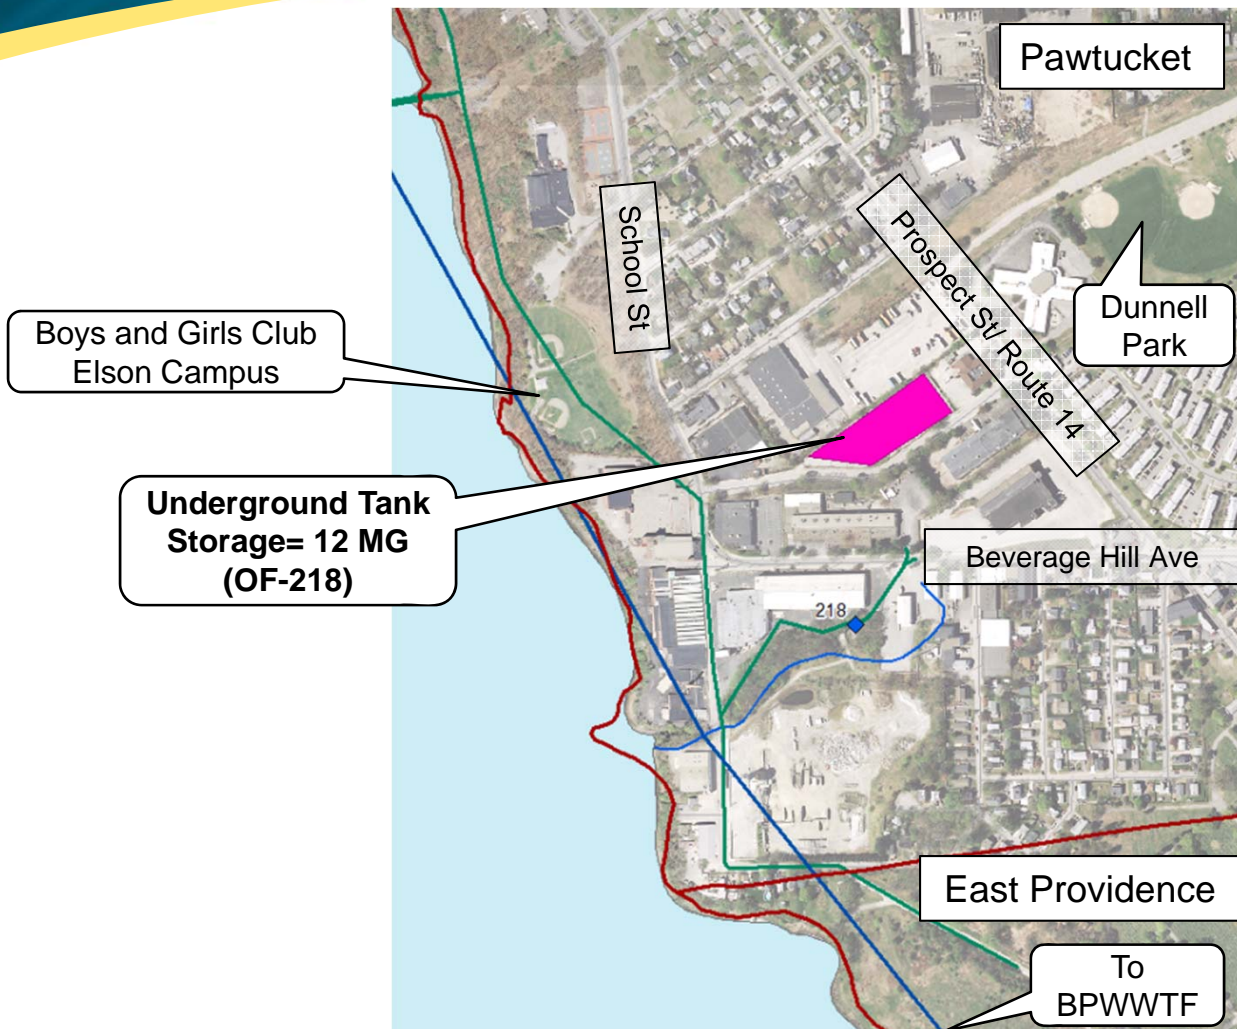 Pawtucket
School St
Prospect St/ Route 14
Dunnell
Park
Boys and Girls Club
Elson Campus
Underground Tank
Storage= 12 MG
(OF-218)
Beverage Hill Ave
218
East Providence
To
BPWWTF